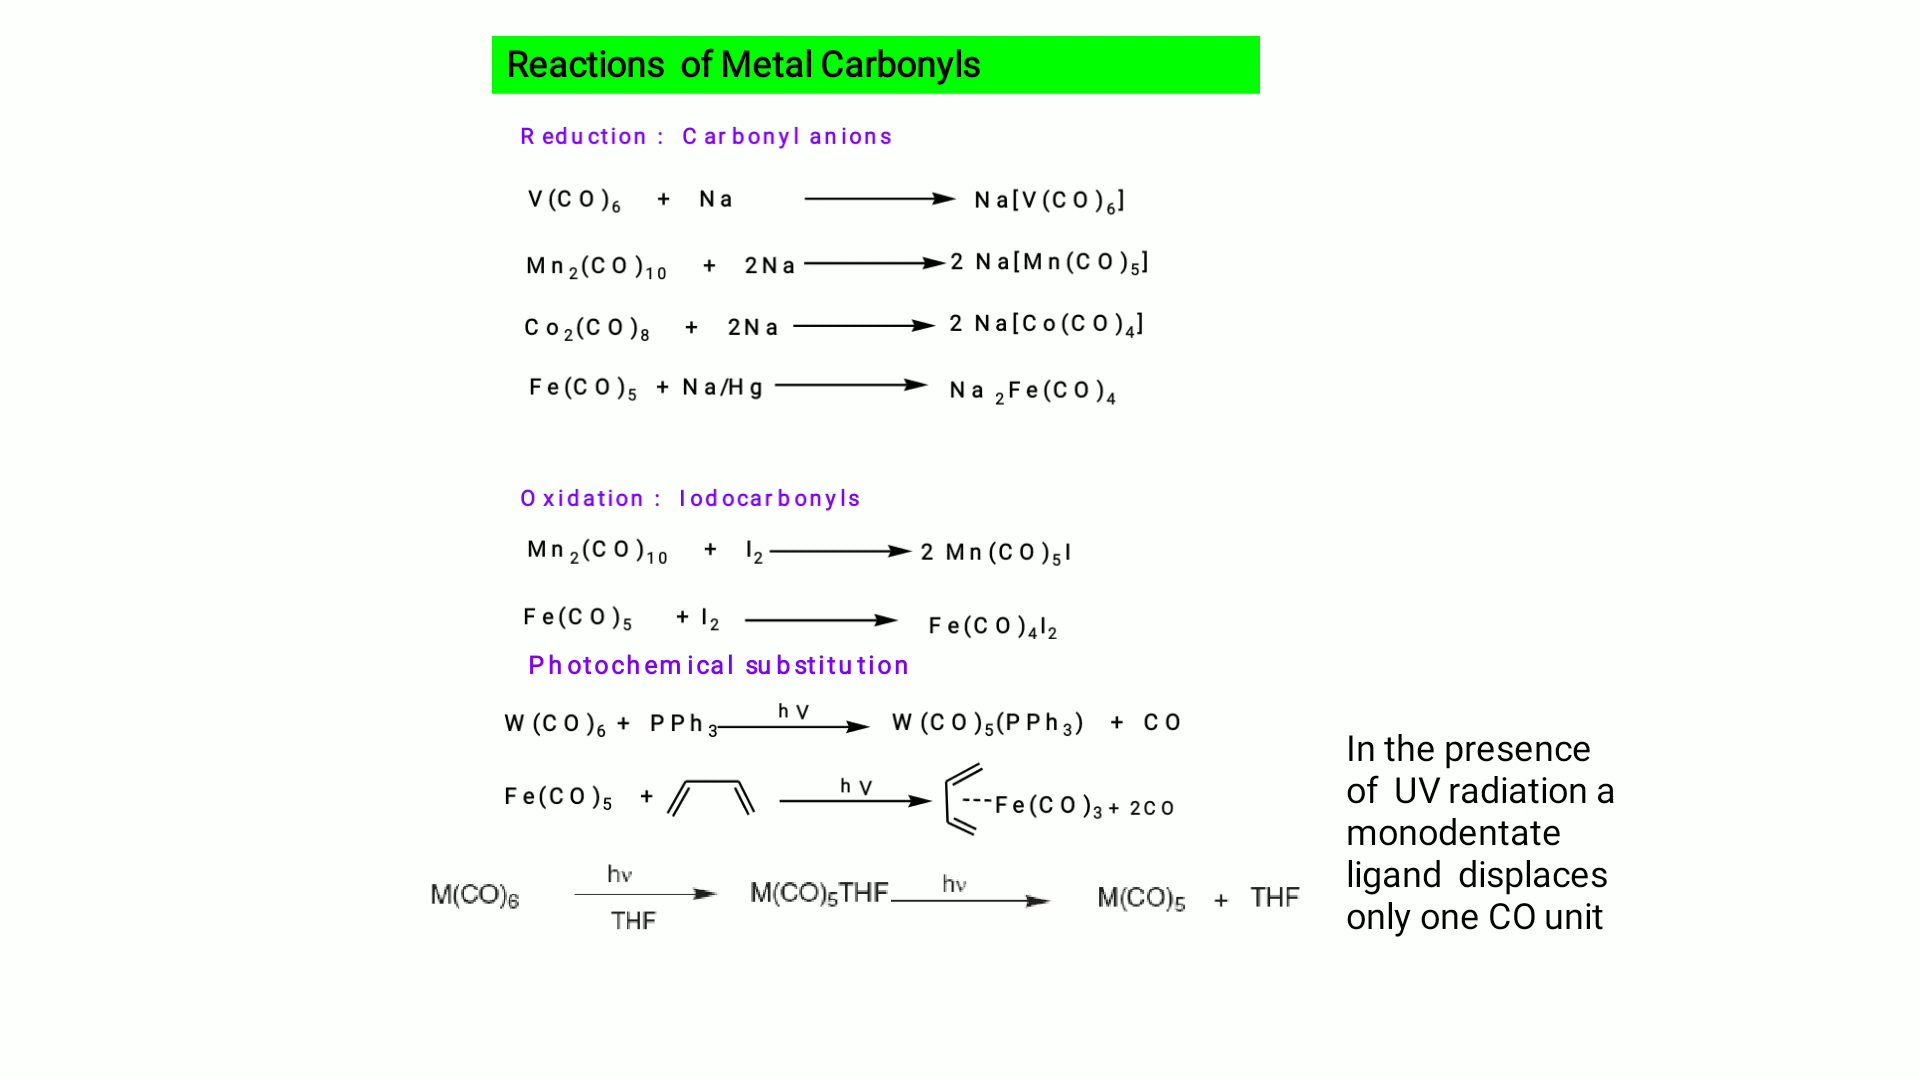 Reactions of Metal Carbonyls
Reduction : Carbonyl anions
V(CO)₆ + Na ⟶ Na[V(CO)₆]
Mn₂(CO)₁₀ + 2Na ⟶ 2 Na[Mn(CO)₅]
Co₂(CO)₈ + 2Na ⟶ 2 Na[Co(CO)₄]
Fe(CO)₅ + Na/Hg ⟶ Na₂Fe(CO)₄
Oxidation : Iodocarbonyls
Mn₂(CO)₁₀ + I₂ ⟶ 2 Mn(CO)₅I
Fe(CO)₅ + I₂ ⟶ Fe(CO)₄I₂
Photochemical substitution
hν
W(CO)₆ + PPh₃ ⟶ W(CO)₅(PPh₃) + CO
hν
Fe(CO)₅ + ⟶ Fe(CO)₃ + 2CO
hν hν
M(CO)₆ ⟶ M(CO)₅THF ⟶ M(CO)₅ + THF
THF
In the presence
of UV radiation a
monodentate
ligand displaces
only one CO unit